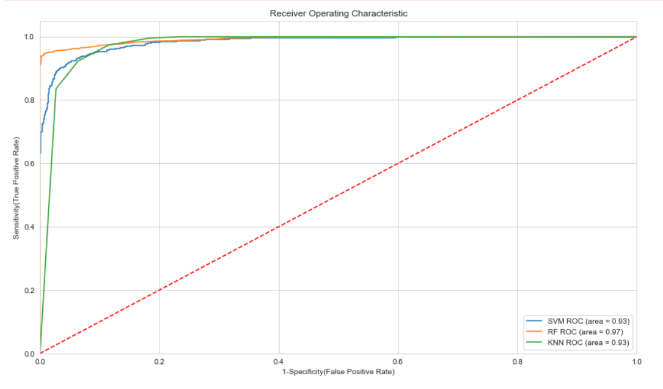 Receiver Operating Characteristic
1.0
0.8
0.6
0.4
0.2
0.0
Sensitivity(True Positive Rate)
0.0 0.2 0.4 0.6 0.8 1.0
1-Specificity(False Positive Rate)
SVM ROC (area = 0.93)
RF ROC (area = 0.97)
KNN ROC (area = 0.93)